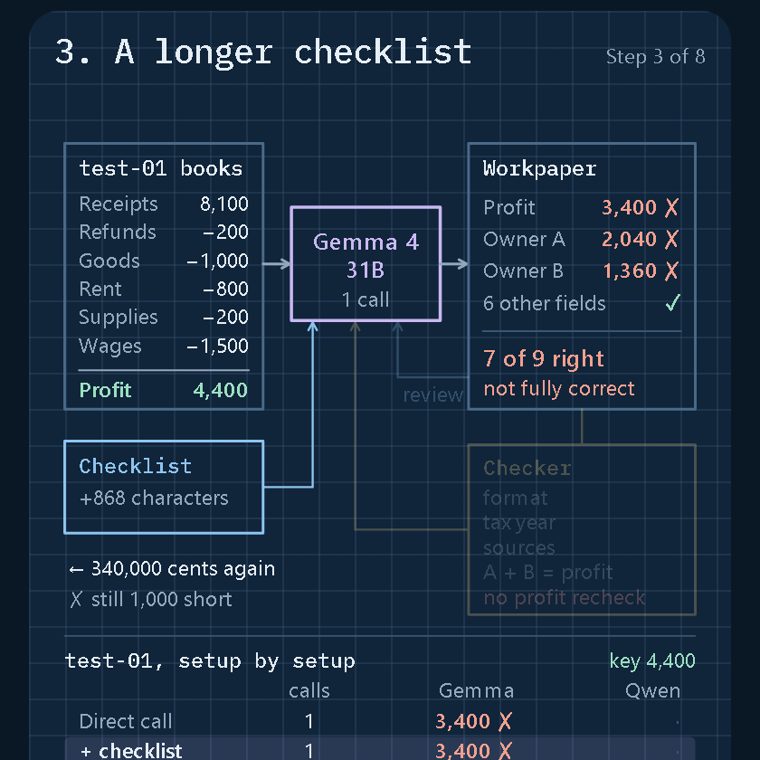 3. A longer checklist
Step 3 of 8
test-01 books
Receipts 8,100
Refunds −200
Goods −1,000
Rent −800
Supplies −200
Wages −1,500
Profit 4,400
Gemma 4
31B
1 call
Workpaper
Profit 3,400 ✗
Owner A 2,040 ✗
Owner B 1,360 ✗
6 other fields ✓
7 of 9 right
not fully correct
review
Checklist
+868 characters
Checker
format
tax year
sources
A + B = profit
no profit recheck
← 340,000 cents again
✗ still 1,000 short
test-01, setup by setup key 4,400
calls Gemma Qwen
Direct call 1 3,400 ✗ ·
+ checklist 1 3,400 ✗ ·